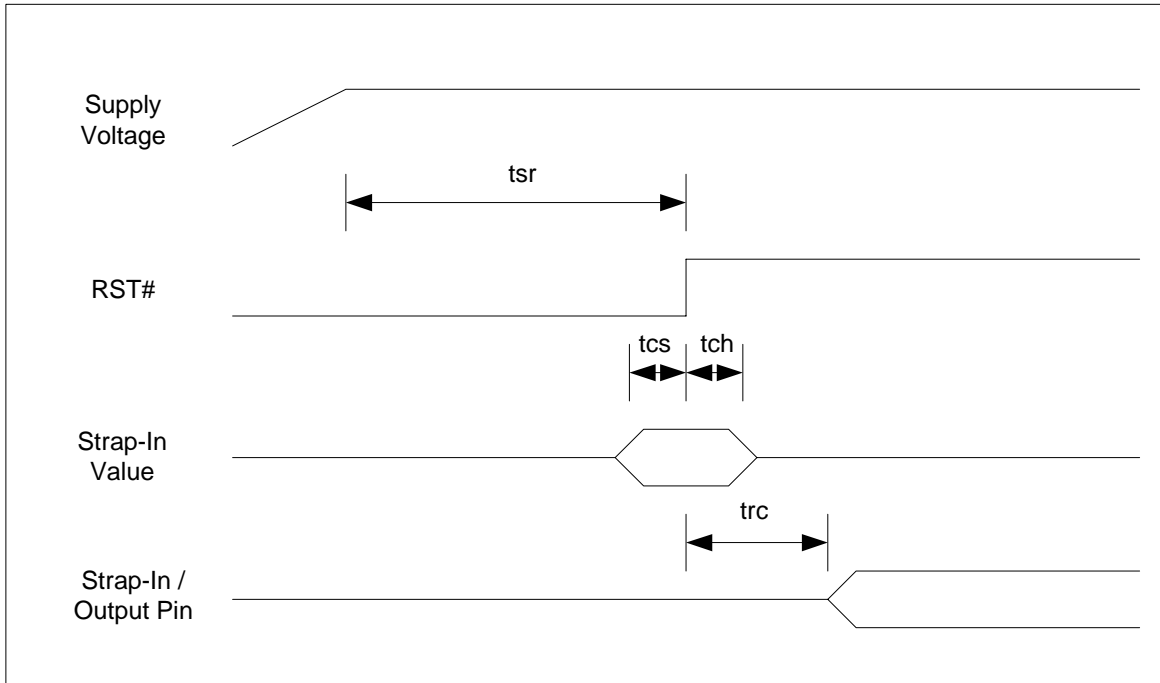 Supply
Voltage
tsr
RST#
tcs
tch
Strap-In
Value
trc
Strap-In /
Output Pin